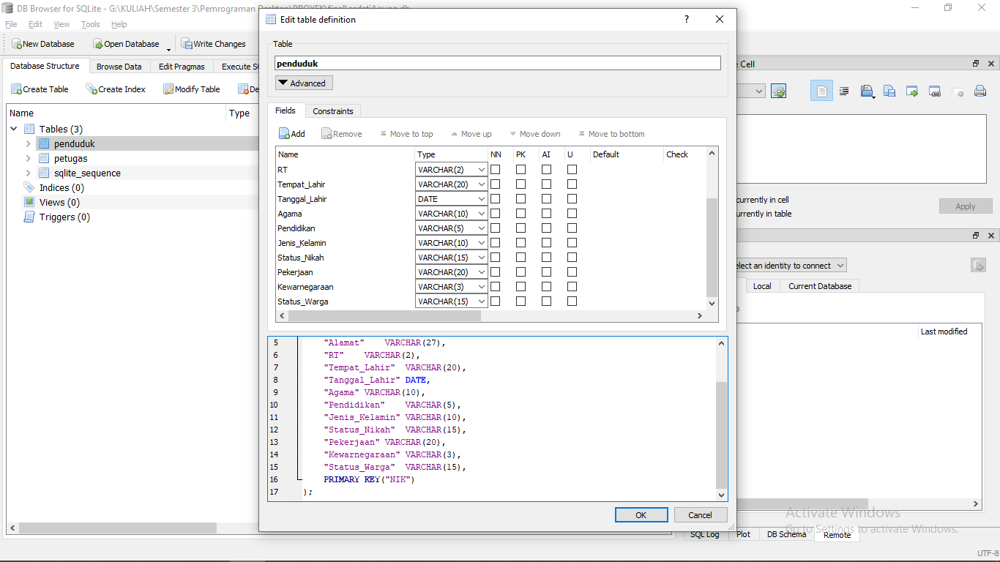 DB Browser for SQLite - G:\KULIAH\Semester 3\Pemrograman
File Edit View Tools Help
New Database Open Database Write Changes
Database Structure Browse Data Edit Pragmas Execute SQ
Create Table Create Index Modify Table De
Name Type
Tables (3)
penduduk
petugas
sqlite_sequence
Indices (0)
Views (0)
Triggers (0)
Edit table definition
?
Table
penduduk
Advanced
Fields Constraints
Add Remove Move to top Move up Move down Move to bottom
Name Type NN PK AI U Default Check
RT VARCHAR(2)
Tempat_Lahir VARCHAR(20)
Tanggal_Lahir DATE
Agama VARCHAR(10)
Pendidikan VARCHAR(5)
Jenis_Kelamin VARCHAR(10)
Status_Nikah VARCHAR(15)
Pekerjaan VARCHAR(20)
Kewarnegaraan VARCHAR(3)
Status_Warga VARCHAR(15)
5 "Alamat" VARCHAR(27),
6 "RT" VARCHAR(2),
7 "Tempat_Lahir" VARCHAR(20),
8 "Tanggal_Lahir" DATE,
9 "Agama" VARCHAR(10),
10 "Pendidikan" VARCHAR(5),
11 "Jenis_Kelamin" VARCHAR(10),
12 "Status_Nikah" VARCHAR(15),
13 "Pekerjaan" VARCHAR(20),
14 "Kewarnegaraan" VARCHAR(3),
15 "Status_Warga" VARCHAR(15),
16 PRIMARY KEY("NIK")
17 );
OK Cancel
Cell
currently in cell
urrently in table
Apply
elect an identity to connect
Local Current Database
Last modified
Activate Windows
Go to Settings to activate Windows.
SQL Log Plot DB Schema Remote
UTF-8